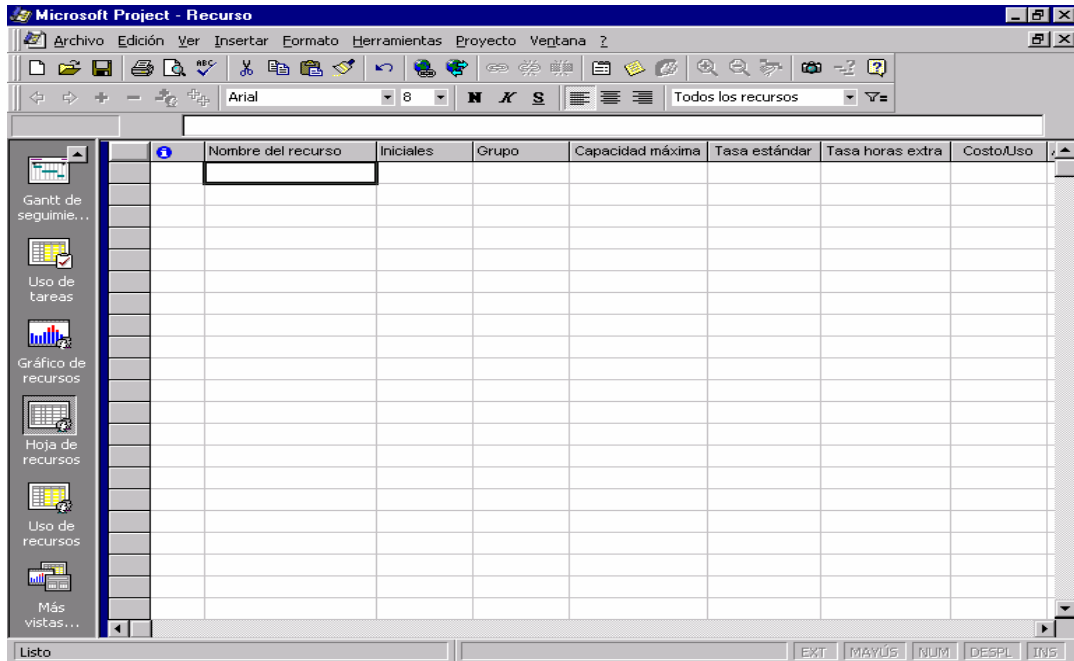 Microsoft Project - Recurso
Archivo Edición Ver Insertar Formato Herramientas Proyecto Ventana ?
Arial 8 N K S Todos los recursos
Nombre del recurso Iniciales Grupo Capacidad máxima Tasa estándar Tasa horas extra Costo/Uso
Gantt de
seguimie...
Uso de
tareas
Gráfico de
recursos
Hoja de
recursos
Uso de
recursos
Más
vistas...
Listo EXT MAYÚS NUM DESPL INS